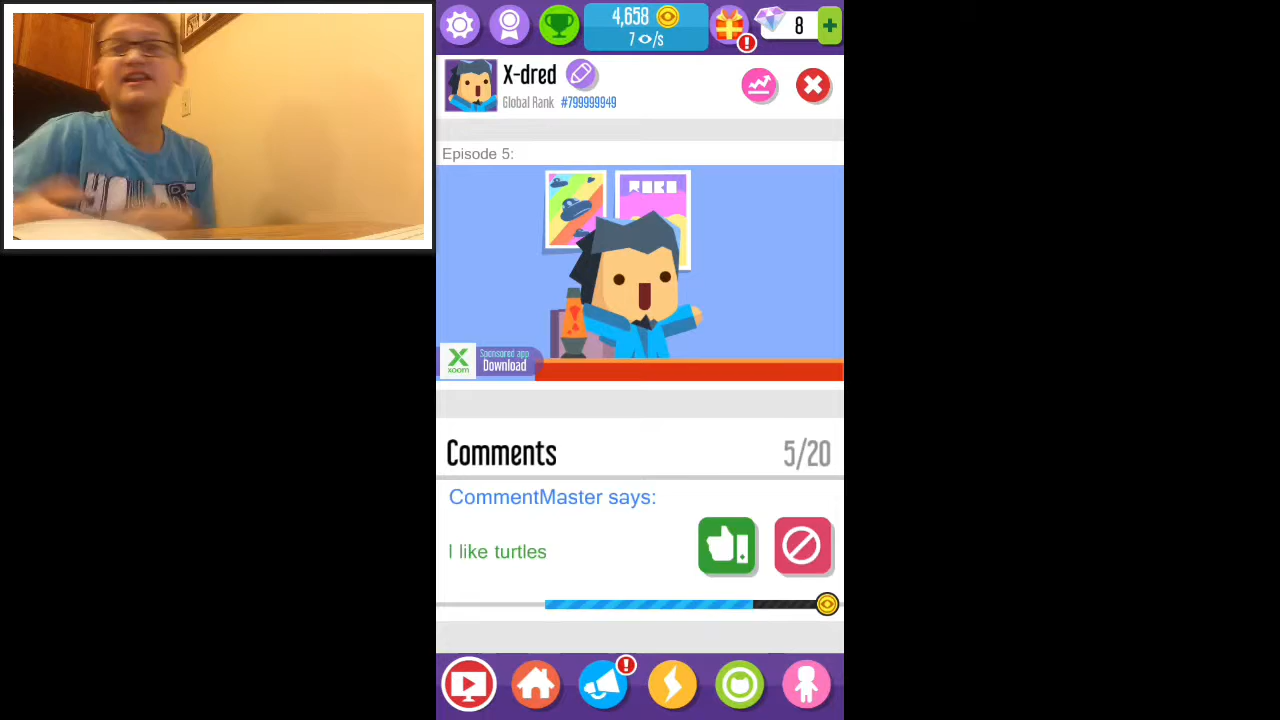 4,658
7 /s
8
X-dred
Global Rank #799999949
Episode 5:
Sponsored app
Download
xoom
Comments 5/20
CommentMaster says:
I like turtles